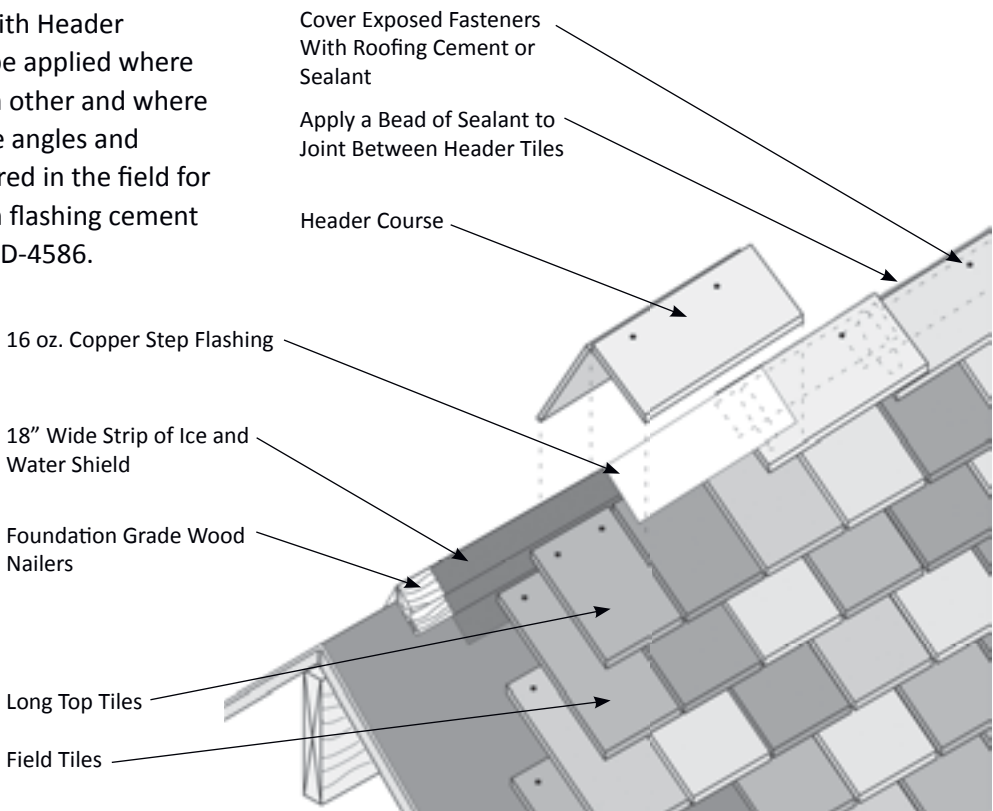 ith Header
be applied where
other and where
e angles and
red in the field for
flashing cement
D-4586.
Cover Exposed Fasteners
With Roofing Cement or
Sealant
Apply a Bead of Sealant to
Joint Between Header Tiles
Header Course
16 oz. Copper Step Flashing
18” Wide Strip of Ice and
Water Shield
Foundation Grade Wood
Nailers
Long Top Tiles
Field Tiles